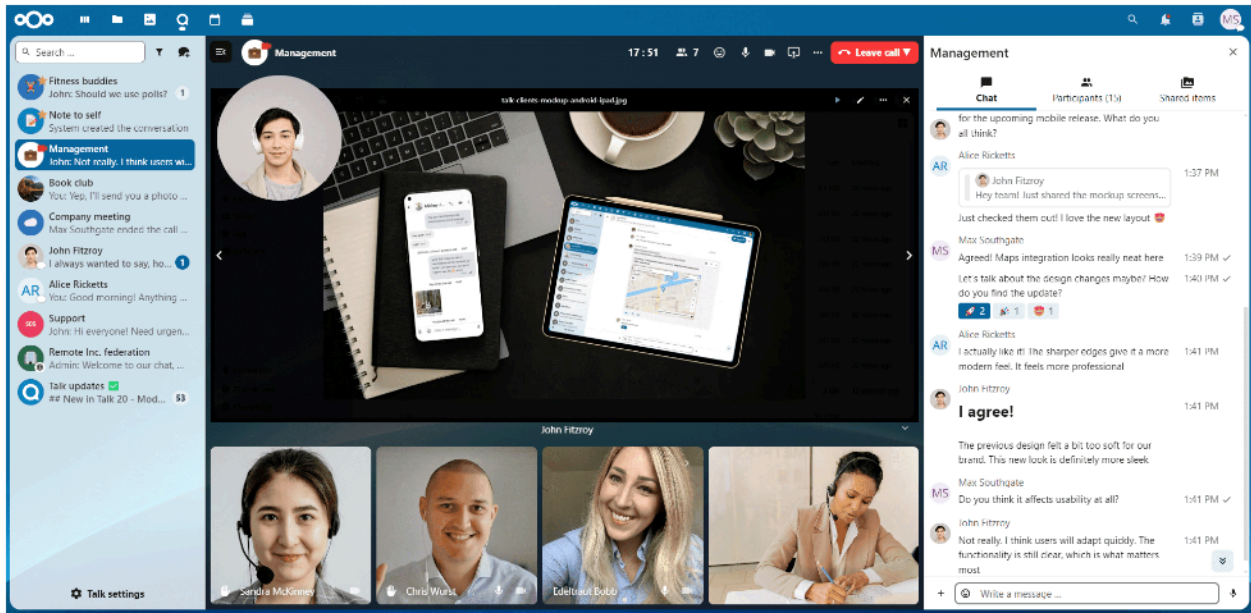 Search ...
Fitness buddies
John: Should we use polls?
1
Note to self
System created the conversation
Management
John: Not really. I think users wi...
Book club
You: Yep, I'll send you a photo ...
Company meeting
Max Southgate ended the call ...
John Fitzroy
I always wanted to say, ho...
1
AR
Alice Ricketts
You: Good morning! Anything ...
SOS
Support
John: Hi everyone! Need urgen...
Remote Inc. federation
Admin: Welcome to our chat, ...
Talk updates ✅
## New in Talk 20 - Mod...
53
Talk settings
Management
17:51
7
Leave call
talk-clients-mockup-android-ipad.jpg
John Fitzroy
Sandra McKinney
Chris Wurst
Edeltraut Bobb
MS
Management
Chat
Participants (15)
Shared items
for the upcoming mobile release. What do you
all think?
AR
Alice Ricketts
John Fitzroy
Hey team! Just shared the mockup screens...
1:37 PM
Just checked them out! I love the new layout 😍
MS
Max Southgate
Agreed! Maps integration looks really neat here
1:39 PM
Let's talk about the design changes maybe? How
do you find the update?
1:40 PM
🚀 2
🎉 1
😍 1
AR
Alice Ricketts
I actually like it! The sharper edges give it a more
modern feel. It feels more professional
1:41 PM
John Fitzroy
I agree!
1:41 PM
The previous design felt a bit too soft for our
brand. This new look is definitely more sleek
MS
Max Southgate
Do you think it affects usability at all?
1:41 PM
John Fitzroy
Not really. I think users will adapt quickly. The
functionality is still clear, which is what matters
most
1:41 PM
Write a message ...